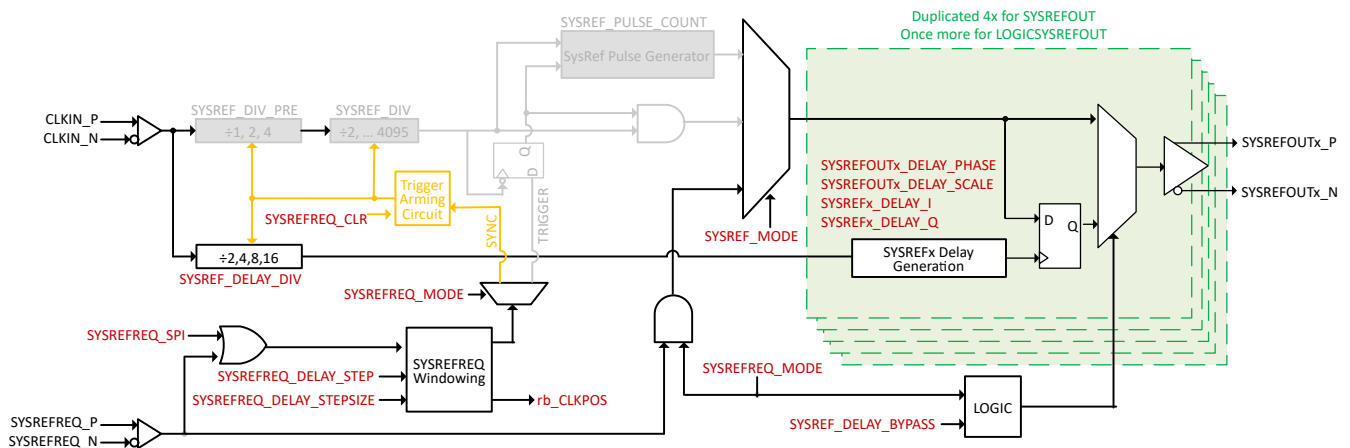 Duplicated 4x for SYSREFOUT
Once more for LOGICSYSREFOUT
SYSREF_PULSE_COUNT
SysRef Pulse Generator
SYSREF_DIV_PRE
÷1, 2, 4
SYSREF_DIV
÷2, ... 4095
CLKIN_P
CLKIN_N
Q
D
TRIGGER
SYNC
Trigger
Arming
Circuit
SYSREFREQ_CLR
÷2,4,8,16
SYSREF_DELAY_DIV
SYSREF_MODE
SYSREFOUTx_DELAY_PHASE
SYSREFOUTx_DELAY_SCALE
SYSREFx_DELAY_I
SYSREFx_DELAY_Q
SYSREFx Delay
Generation
D
Q
SYSREFOUTx_P
SYSREFOUTx_N
SYSREFREQ_MODE
SYSREFREQ_SPI
SYSREFREQ
Windowing
SYSREFREQ_DELAY_STEP
SYSREFREQ_DELAY_STEPSIZE
rb_CLKPOS
SYSREFREQ_MODE
LOGIC
SYSREF_DELAY_BYPASS
SYSREFREQ_P
SYSREFREQ_N